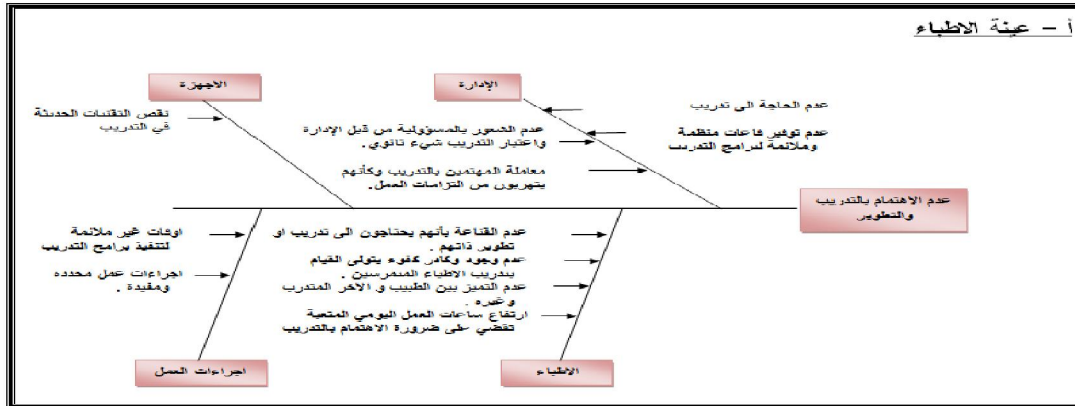 أ – عينة الاطباء
الإدارة
الاجهزة
عدم الحاجة الى تدريب
عدم توفير قاعات منظمة
وملائمة لبرامج التدريب
عدم الشعور بالمسؤولية من قبل الإدارة
واعتبار التدريب شيء ثانوي .
معاملة المهتمين بالتدريب وكأنهم
يتهربون من التزامات العمل.
نقص التقنيات الحديثة
في التدريب
عدم الاهتمام بالتدريب
والتطوير
عدم القناعة بأنهم يحتاجون الى تدريب او
تطوير ذاتهم .
عدم وجود وكادر كفوء يتولى القيام
بتدريب الاطباء المتمرسين .
عدم التميز بين الطبيب و الاخر المتدرب
وغيره .
ارتفاع ساعات العمل اليومي المتعبة
تقضي على ضرورة الاهتمام بالتدريب
اوقات غير ملائمة
لتنفيذ برامج التدريب
اجراءات عمل محدده
ومقيدة .
الاطباء
اجراءات العمل